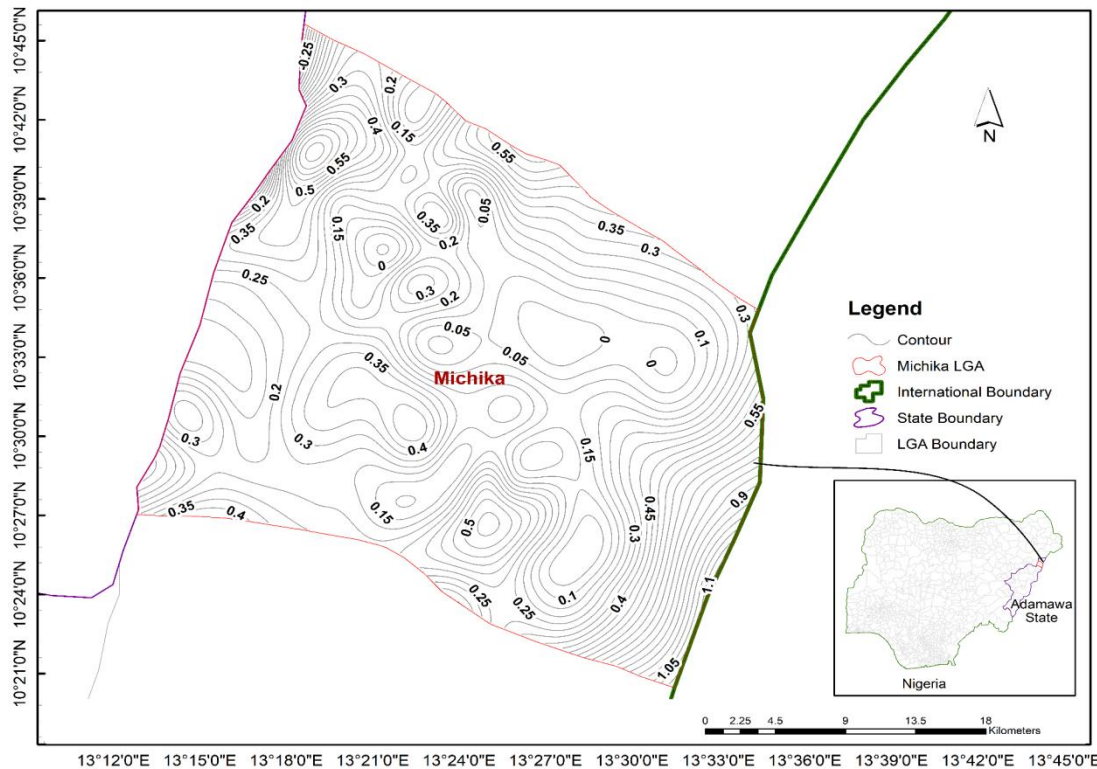 10°45'0"N
10°42'0"N
10°39'0"N
10°36'0"N
10°33'0"N
10°30'0"N
10°27'0"N
10°24'0"N
10°21'0"N
-0.25
0.3
0.2
0.4
0.15
0.55
0.55
0.5
0.2
0.05
0.35
0.35
0.15
0.2
0.35
0.3
0
0.25
0.3
0.2
0.3
0.05
0.1
0.05
0
0
0.35
Michika
0.2
0.55
0.3
0.3
0.4
0.15
0.9
0.45
0.35
0.4
0.15
0.5
0.3
1.1
0.25
0.25
0.1
0.4
1.05
N
Legend
Contour
Michika LGA
International Boundary
State Boundary
LGA Boundary
Adamawa
State
Nigeria
0 2.25 4.5 9 13.5 18
Kilometers
13°12'0"E 13°15'0"E 13°18'0"E 13°21'0"E 13°24'0"E 13°27'0"E 13°30'0"E 13°33'0"E 13°36'0"E 13°39'0"E 13°42'0"E 13°45'0"E